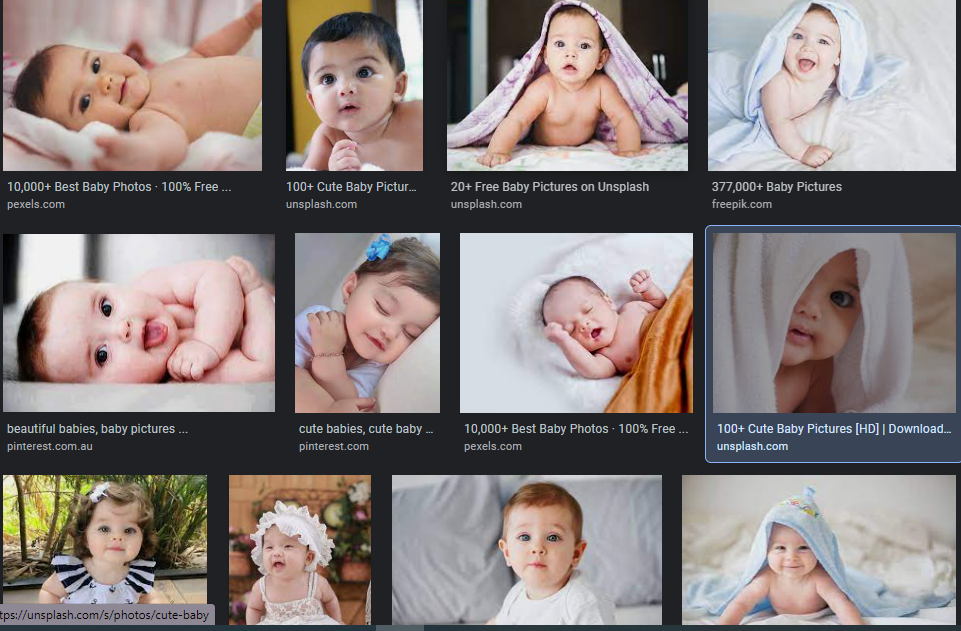 10,000+ Best Baby Photos · 100% Free ...
pexels.com
100+ Cute Baby Pictur...
unsplash.com
20+ Free Baby Pictures on Unsplash
unsplash.com
377,000+ Baby Pictures
freepik.com
beautiful babies, baby pictures ...
pinterest.com.au
cute babies, cute baby ...
pinterest.com
10,000+ Best Baby Photos · 100% Free ...
pexels.com
100+ Cute Baby Pictures [HD] | Download...
unsplash.com
tps://unsplash.com/s/photos/cute-baby